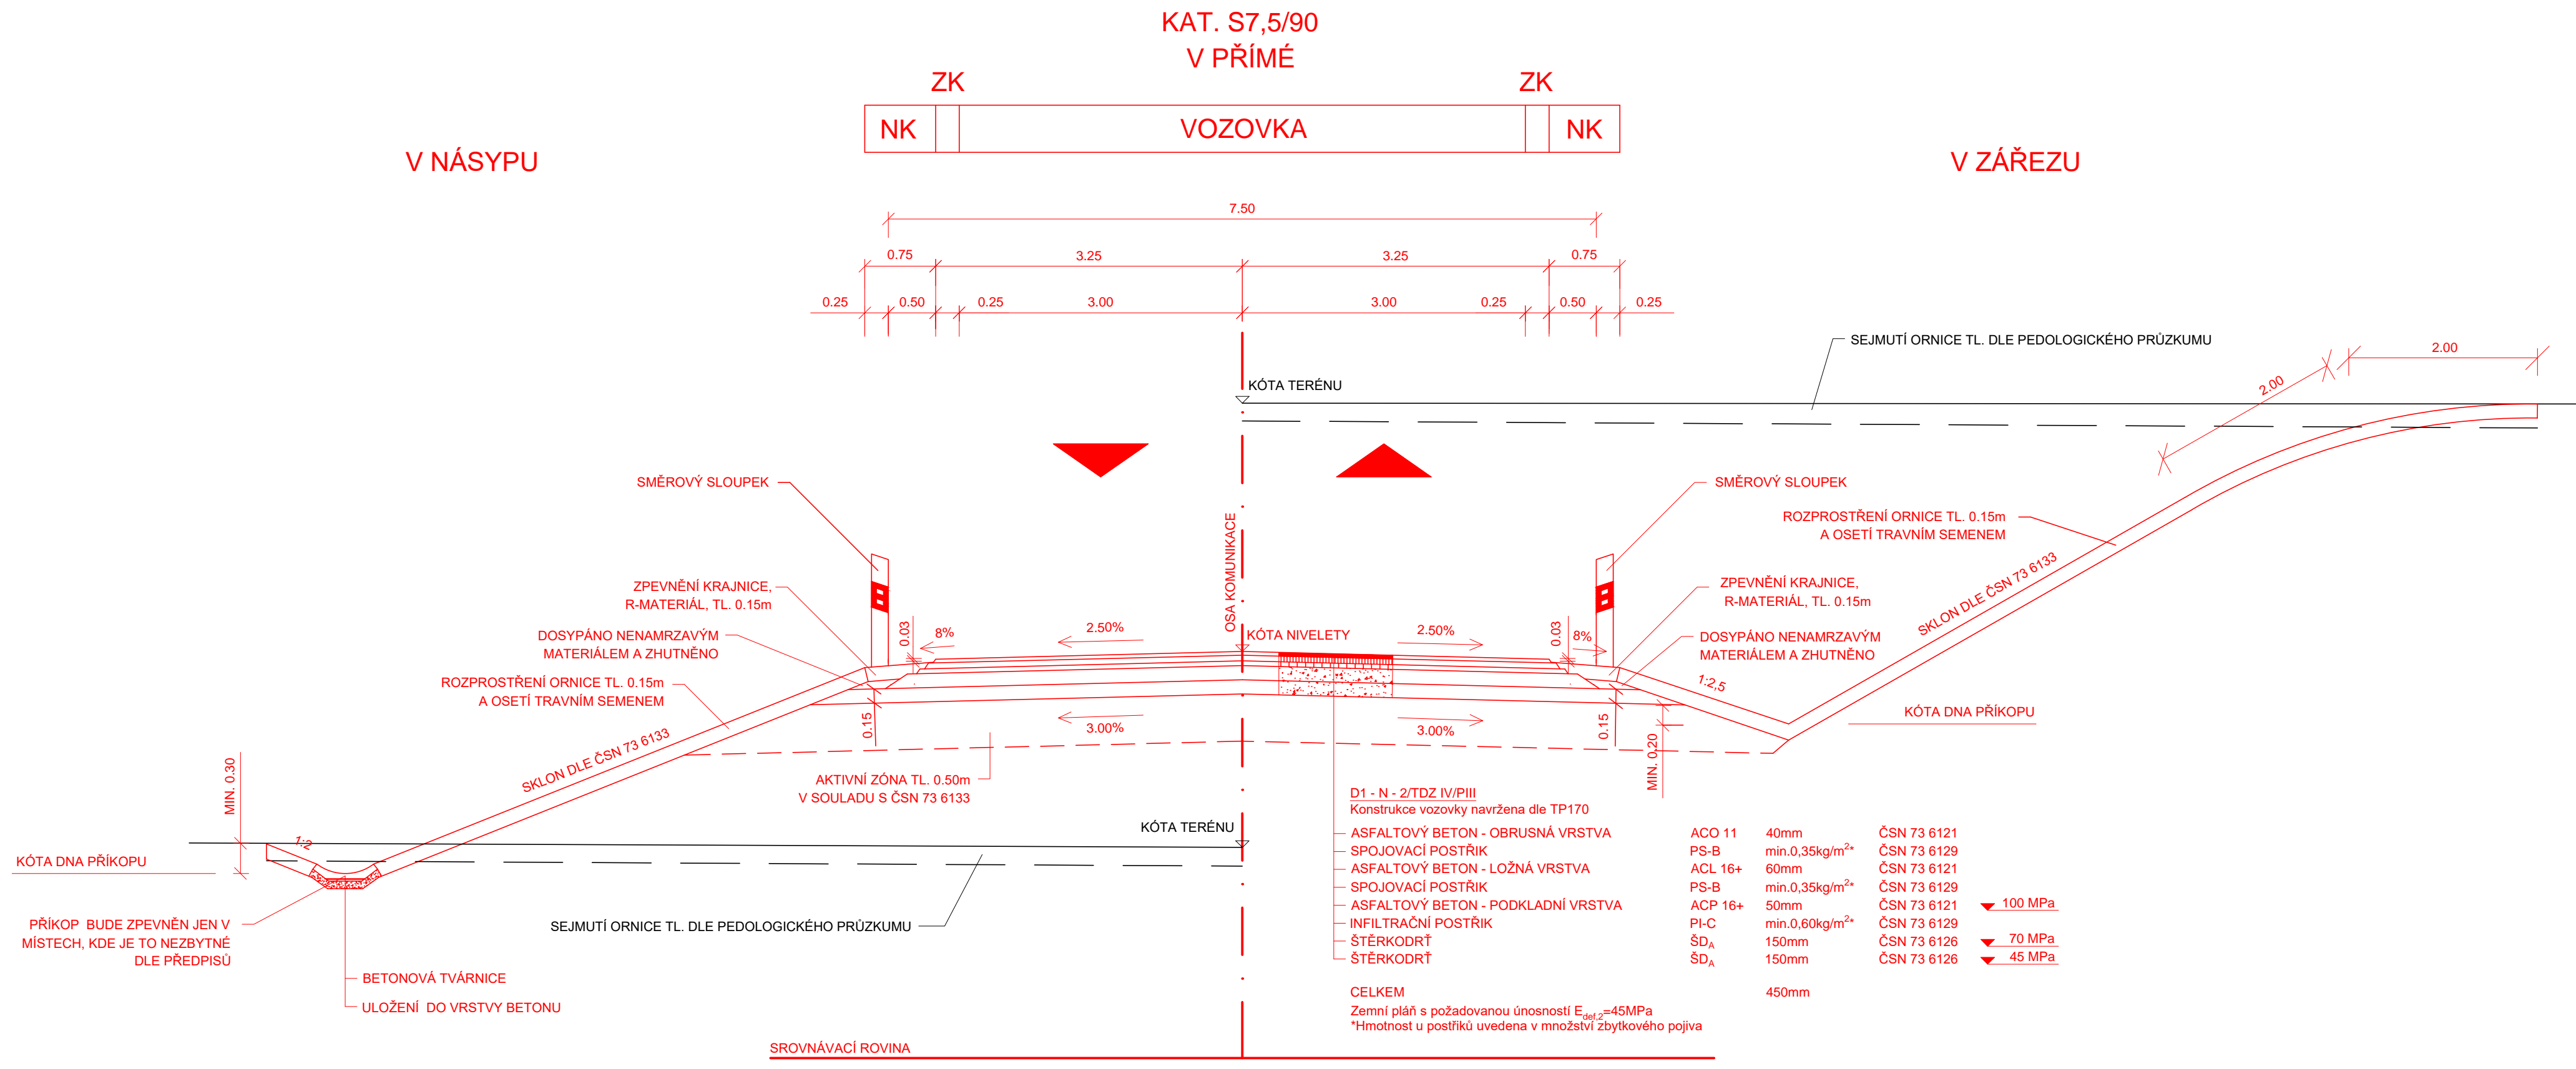 KAT. S7,5/90
V PŘÍMÉ
ZK
ZK
NK
VOZOVKA
NK
V NÁSYPU
V ZÁŘEZU
7.50
0.75
3.25
3.25
0.75
0.25
0.50
0.25
3.00
3.00
0.25
0.50
0.25
SEJMUTÍ ORNICE TL. DLE PEDOLOGICKÉHO PRŮZKUMU
2.00
2.00
KÓTA TERÉNU
SMĚROVÝ SLOUPEK
SMĚROVÝ SLOUPEK
ROZPROSTŘENÍ ORNICE TL. 0.15m
A OSETÍ TRAVNÍM SEMENEM
OSA KOMUNIKACE
SKLON DLE ČSN 73 6133
ZPEVNĚNÍ KRAJNICE,
R-MATERIÁL, TL. 0.15m
ZPEVNĚNÍ KRAJNICE,
R-MATERIÁL, TL. 0.15m
0.03
8%
2.50%
KÓTA NIVELETY
2.50%
0.03
8%
DOSYPÁNO NENAMRZAVÝM
MATERIÁLEM A ZHUTNĚNO
DOSYPÁNO NENAMRZAVÝM
MATERIÁLEM A ZHUTNĚNO
ROZPROSTŘENÍ ORNICE TL. 0.15m
A OSETÍ TRAVNÍM SEMENEM
1:2,5
KÓTA DNA PŘÍKOPU
0.15
3.00%
3.00%
0.15
MIN. 0.20
SKLON DLE ČSN 73 6133
MIN. 0.30
AKTIVNÍ ZÓNA TL. 0.50m
V SOULADU S ČSN 73 6133
D1 - N - 2/TDZ IV/PIII
Konstrukce vozovky navržena dle TP170
KÓTA TERÉNU
1:2
KÓTA DNA PŘÍKOPU
ASFALTOVÝ BETON - OBRUSNÁ VRSTVA ACO 11 40mm ČSN 73 6121
SPOJOVACÍ POSTŘIK PS-B min.0,35kg/m²* ČSN 73 6129
ASFALTOVÝ BETON - LOŽNÁ VRSTVA ACL 16+ 60mm ČSN 73 6121
SPOJOVACÍ POSTŘIK PS-B min.0,35kg/m²* ČSN 73 6129
ASFALTOVÝ BETON - PODKLADNÍ VRSTVA ACP 16+ 50mm ČSN 73 6121 100 MPa
INFILTRAČNÍ POSTŘIK PI-C min.0,60kg/m²* ČSN 73 6129
ŠTĚRKODRŤ ŠDA 150mm ČSN 73 6126 70 MPa
ŠTĚRKODRŤ ŠDA 150mm ČSN 73 6126 45 MPa
CELKEM 450mm
Zemní pláň s požadovanou únosností Edef,2=45MPa
*Hmotnost u postřiků uvedena v množství zbytkového pojiva
SEJMUTÍ ORNICE TL. DLE PEDOLOGICKÉHO PRŮZKUMU
PŘÍKOP BUDE ZPEVNĚN JEN V
MÍSTECH, KDE JE TO NEZBYTNÉ
DLE PŘEDPISŮ
BETONOVÁ TVÁRNICE
ULOŽENÍ DO VRSTVY BETONU
SROVNÁVACÍ ROVINA